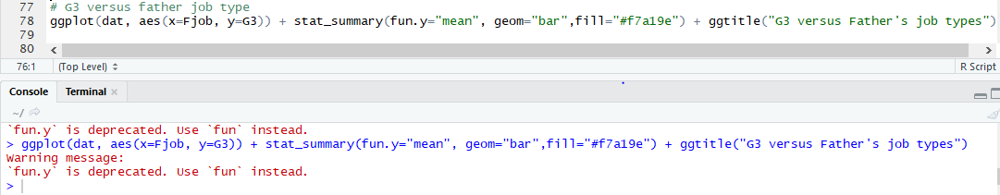 77 # G3 versus father job type
78 ggplot(dat, aes(x=Fjob, y=G3)) + stat_summary(fun.y="mean", geom="bar",fill="#f7a19e") + ggtitle("G3 versus Father's job types")
79
80
76:1 (Top Level) R Script
Console Terminal
~/
`fun.y` is deprecated. Use `fun` instead.
> ggplot(dat, aes(x=Fjob, y=G3)) + stat_summary(fun.y="mean", geom="bar",fill="#f7a19e") + ggtitle("G3 versus Father's job types")
Warning message:
`fun.y` is deprecated. Use `fun` instead.
>